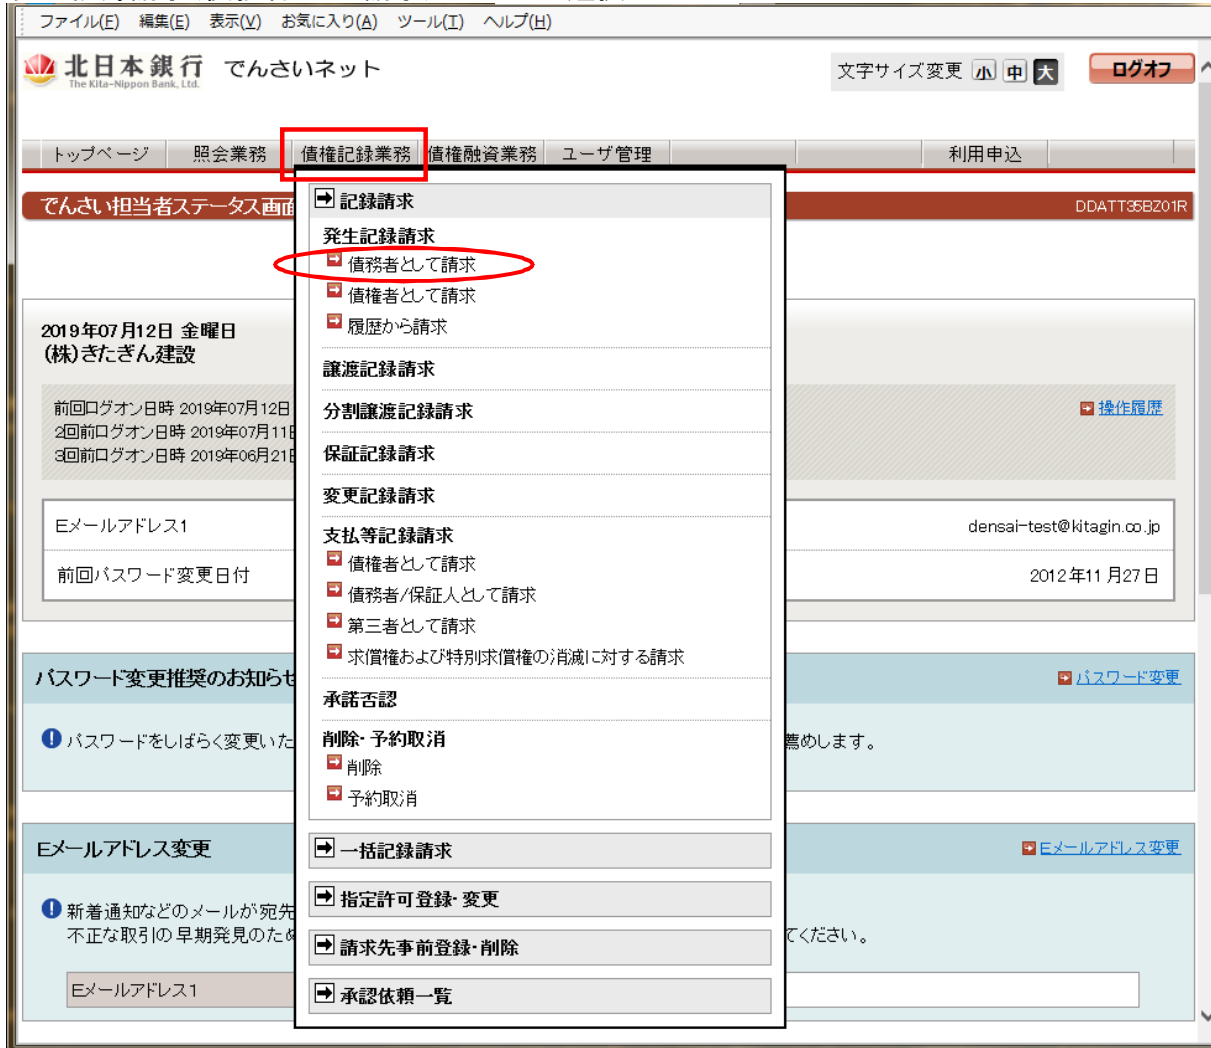 ファイル(F) 編集(E) 表示(V) お気に入り(A) ツール(T) ヘルプ(H)
北日本銀行 でんさいネット
The Kita-Nippon Bank, Ltd.
文字サイズ変更 小 中 大 ログオフ
トップページ 照会業務 債権記録業務 債権融資業務 ユーザ管理 利用申込
でんさい担当者ステータス画面 DDATT35BZ01R
記録請求
発生記録請求
債務者として請求
債権者として請求
履歴から請求
譲渡記録請求
分割譲渡記録請求
保証記録請求
変更記録請求
支払等記録請求
債権者として請求
債務者/保証人として請求
第三者として請求
求償権および特別求償権の消滅に対する請求
承諾否認
削除・予約取消
削除
予約取消
一括記録請求
指定許可登録・変更
請求先事前登録・削除
承認依頼一覧
2019年07月12日 金曜日
(株)きたぎん建設
前回ログオン日時 2019年07月12日
2回前ログオン日時 2019年07月11日
3回前ログオン日時 2019年06月21日
操作履歴
Eメールアドレス1 densai-test@kitagin.co.jp
前回パスワード変更日付 2012年11月27日
パスワード変更推奨のお知らせ パスワード変更
パスワードをしばらく変更いた 薦めします。
Eメールアドレス変更 Eメールアドレス変更
新着通知などのメールが宛先
不正な取引の早期発見のため てください。
Eメールアドレス1